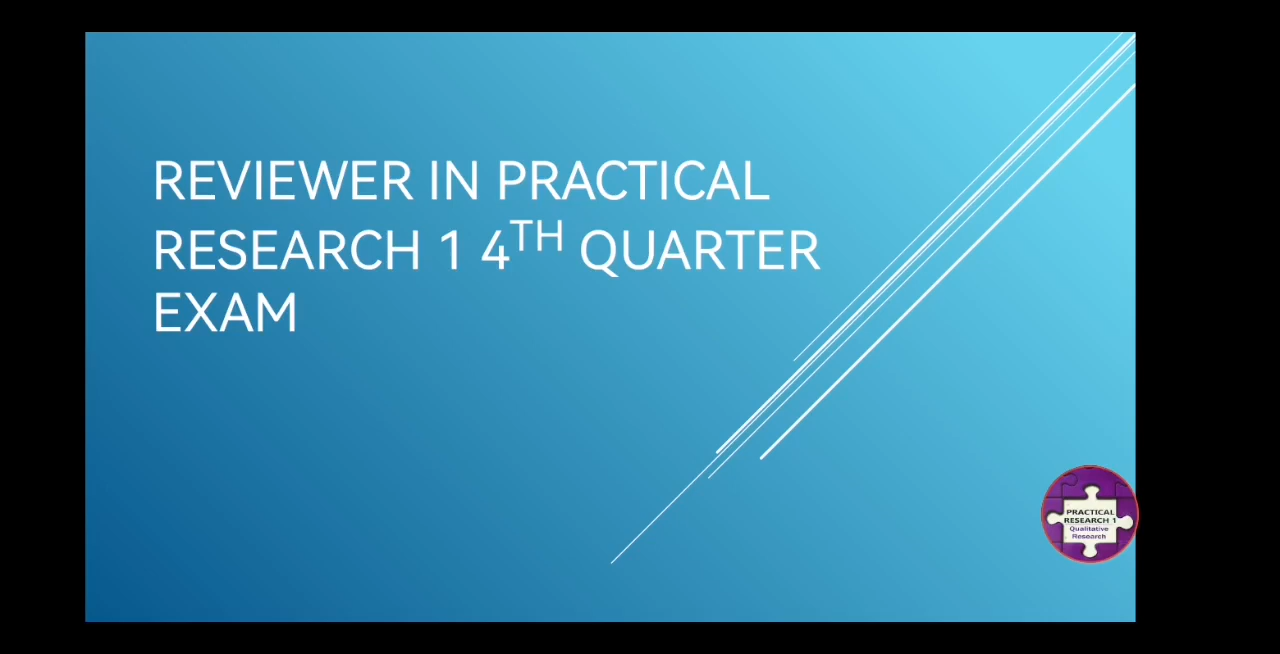 REVIEWER IN PRACTICAL
RESEARCH 1 4TH QUARTER
EXAM
PRACTICAL
RESEARCH 1
Qualitative
Research